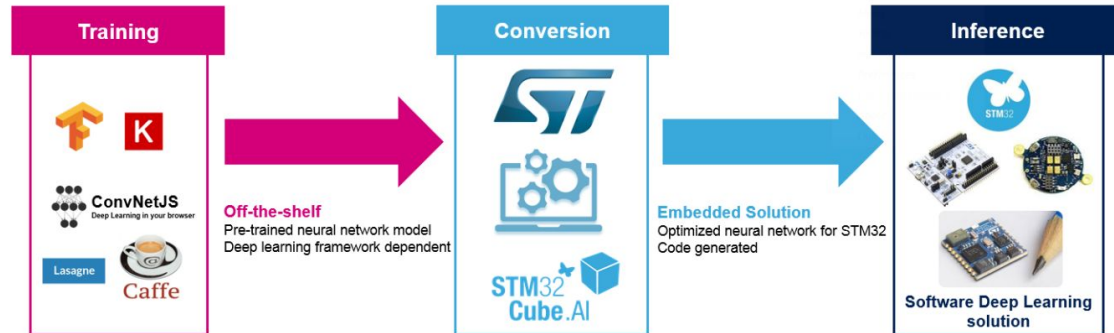 Training
K
ConvNetJS
Deep Learning in your browser
Lasagne
Caffe
Off-the-shelf
Pre-trained neural network model
Deep learning framework dependent
Conversion
ST
STM32
Cube.AI
Embedded Solution
Optimized neural network for STM32
Code generated
Inference
STM32
Software Deep Learning
solution